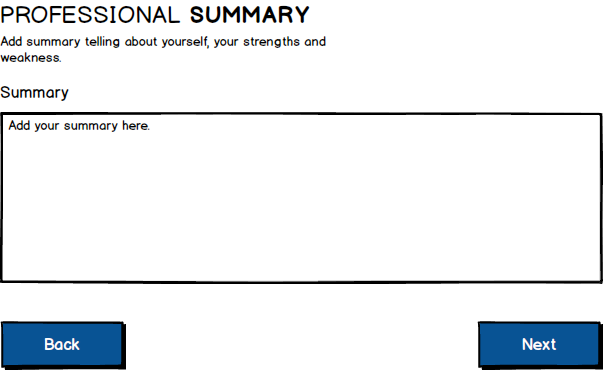 PROFESSIONAL SUMMARY
Add summary telling about yourself, your strengths and
weakness.
Summary
Add your summary here.
Back
Next